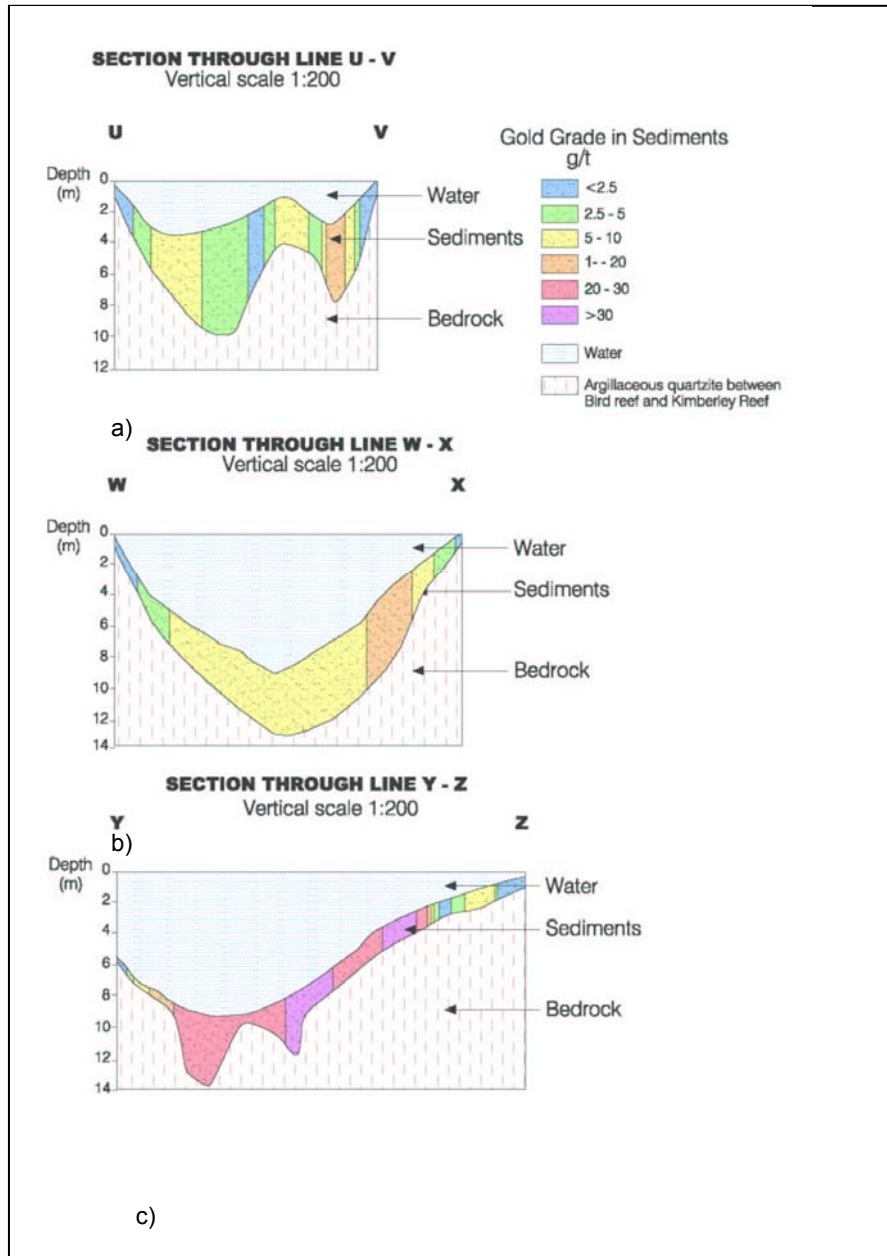 SECTION THROUGH LINE U - V
Vertical scale 1:200
U V
Depth
(m)
0
2
4
6
8
10
12
Water
Sediments
Bedrock
Gold Grade in Sediments
g/t
<2.5
2.5 - 5
5 - 10
1- - 20
20 - 30
>30
Water
Argillaceous quartzite between
Bird reef and Kimberley Reef
a)
SECTION THROUGH LINE W - X
Vertical scale 1:200
W X
Depth
(m)
0
2
4
6
8
10
12
14
Water
Sediments
Bedrock
SECTION THROUGH LINE Y - Z
Vertical scale 1:200
Y Z
b)
Depth
(m)
0
2
4
6
8
10
12
14
Water
Sediments
Bedrock
c)